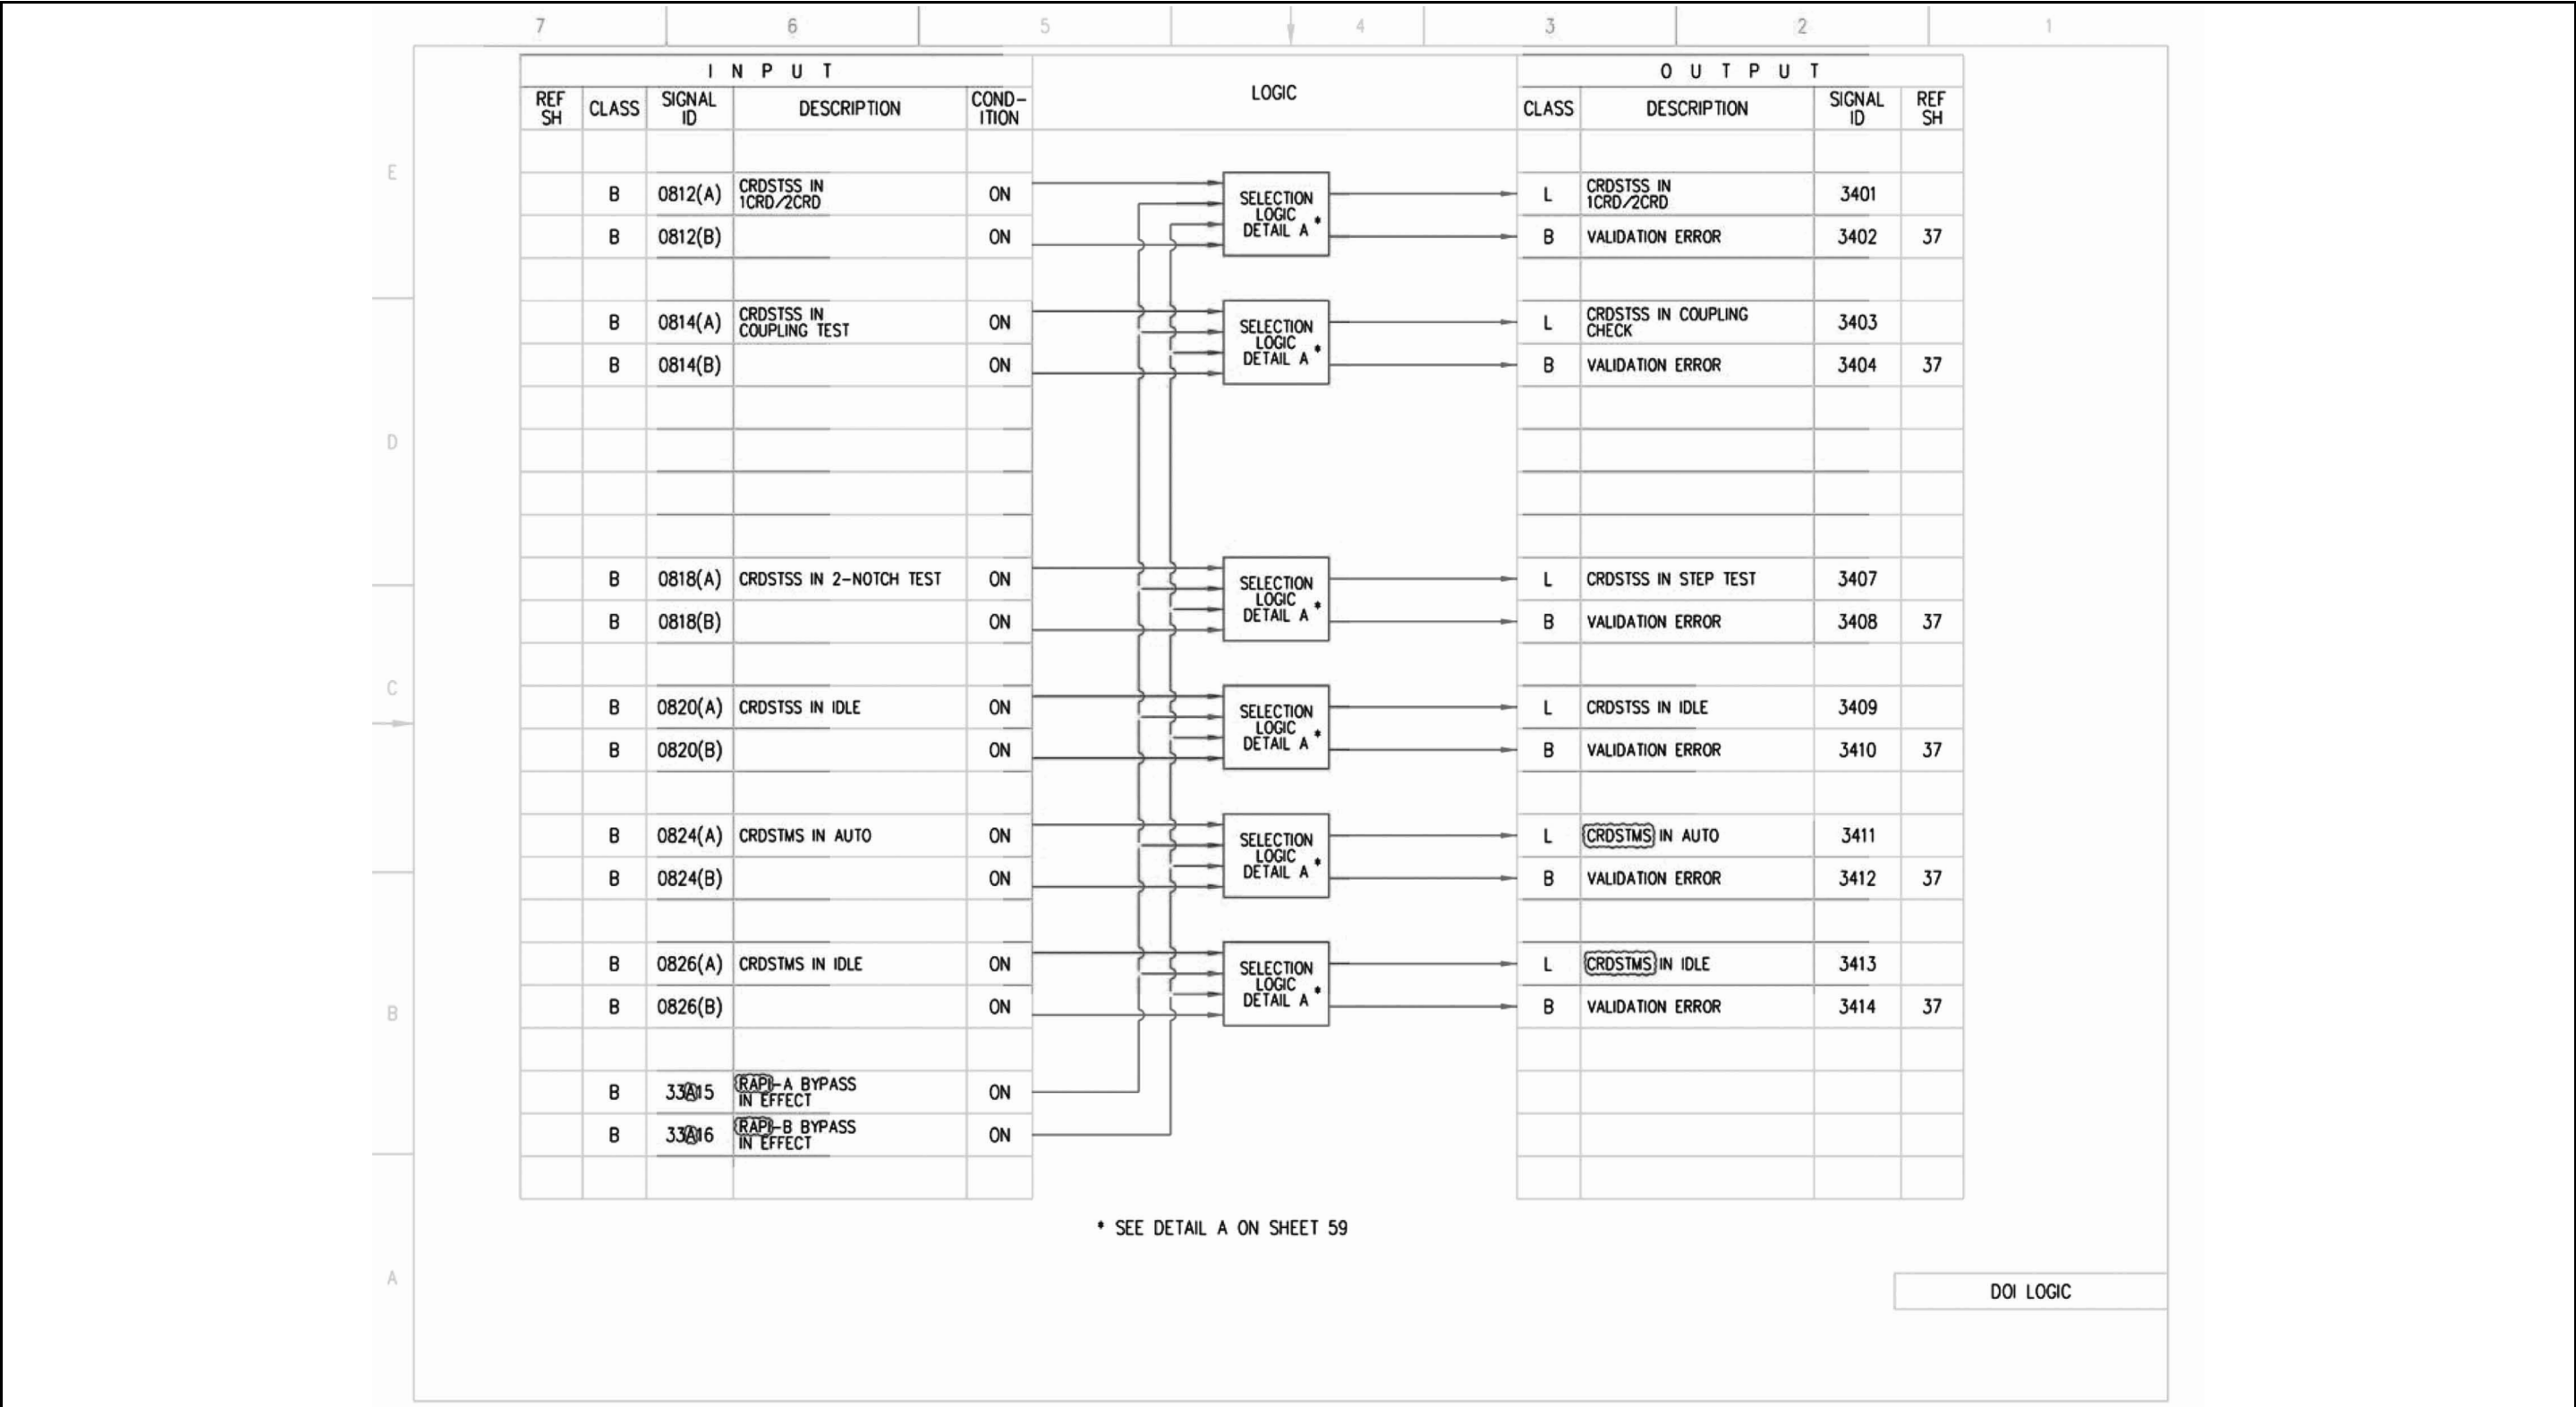 7 6 5 4 3 2 1
I N P U T
LOGIC
O U T P U T
REF SH CLASS SIGNAL ID DESCRIPTION COND-ITION CLASS DESCRIPTION SIGNAL ID REF SH
E
B 0812(A) CRDSTSS IN 1CRD/2CRD ON SELECTION LOGIC DETAIL A * L CRDSTSS IN 1CRD/2CRD 3401
B 0812(B) ON B VALIDATION ERROR 3402 37
B 0814(A) CRDSTSS IN COUPLING TEST ON SELECTION LOGIC DETAIL A * L CRDSTSS IN COUPLING CHECK 3403
B 0814(B) ON B VALIDATION ERROR 3404 37
D
B 0818(A) CRDSTSS IN 2-NOTCH TEST ON SELECTION LOGIC DETAIL A * L CRDSTSS IN STEP TEST 3407
B 0818(B) ON B VALIDATION ERROR 3408 37
C
B 0820(A) CRDSTSS IN IDLE ON SELECTION LOGIC DETAIL A * L CRDSTSS IN IDLE 3409
B 0820(B) ON B VALIDATION ERROR 3410 37
B 0824(A) CRDSTMS IN AUTO ON SELECTION LOGIC DETAIL A * L CRDSTMS IN AUTO 3411
B 0824(B) ON B VALIDATION ERROR 3412 37
B 0826(A) CRDSTMS IN IDLE ON SELECTION LOGIC DETAIL A * L CRDSTMS IN IDLE 3413
B
B 0826(B) ON B VALIDATION ERROR 3414 37
B 33A15 RAPI-A BYPASS IN EFFECT ON
B 33A16 RAPI-B BYPASS IN EFFECT ON
* SEE DETAIL A ON SHEET 59
A
DOI LOGIC